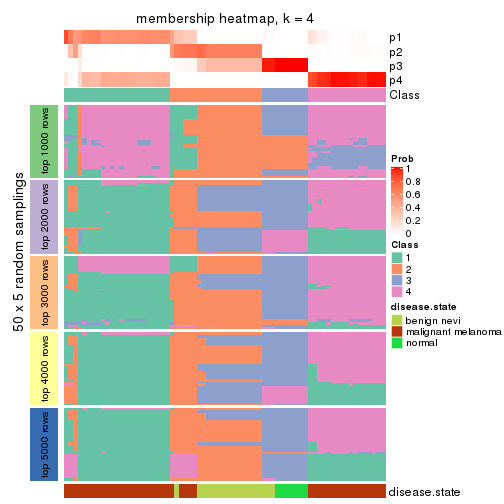 membership heatmap, k = 4
p1
p2
p3
p4
Class
50 x 5 random samplings
top 1000 rows
top 2000 rows
top 3000 rows
top 4000 rows
top 5000 rows
disease.state
Prob
1
0.8
0.6
0.4
0.2
0
Class
1
2
3
4
disease.state
benign nevi
malignant melanoma
normal